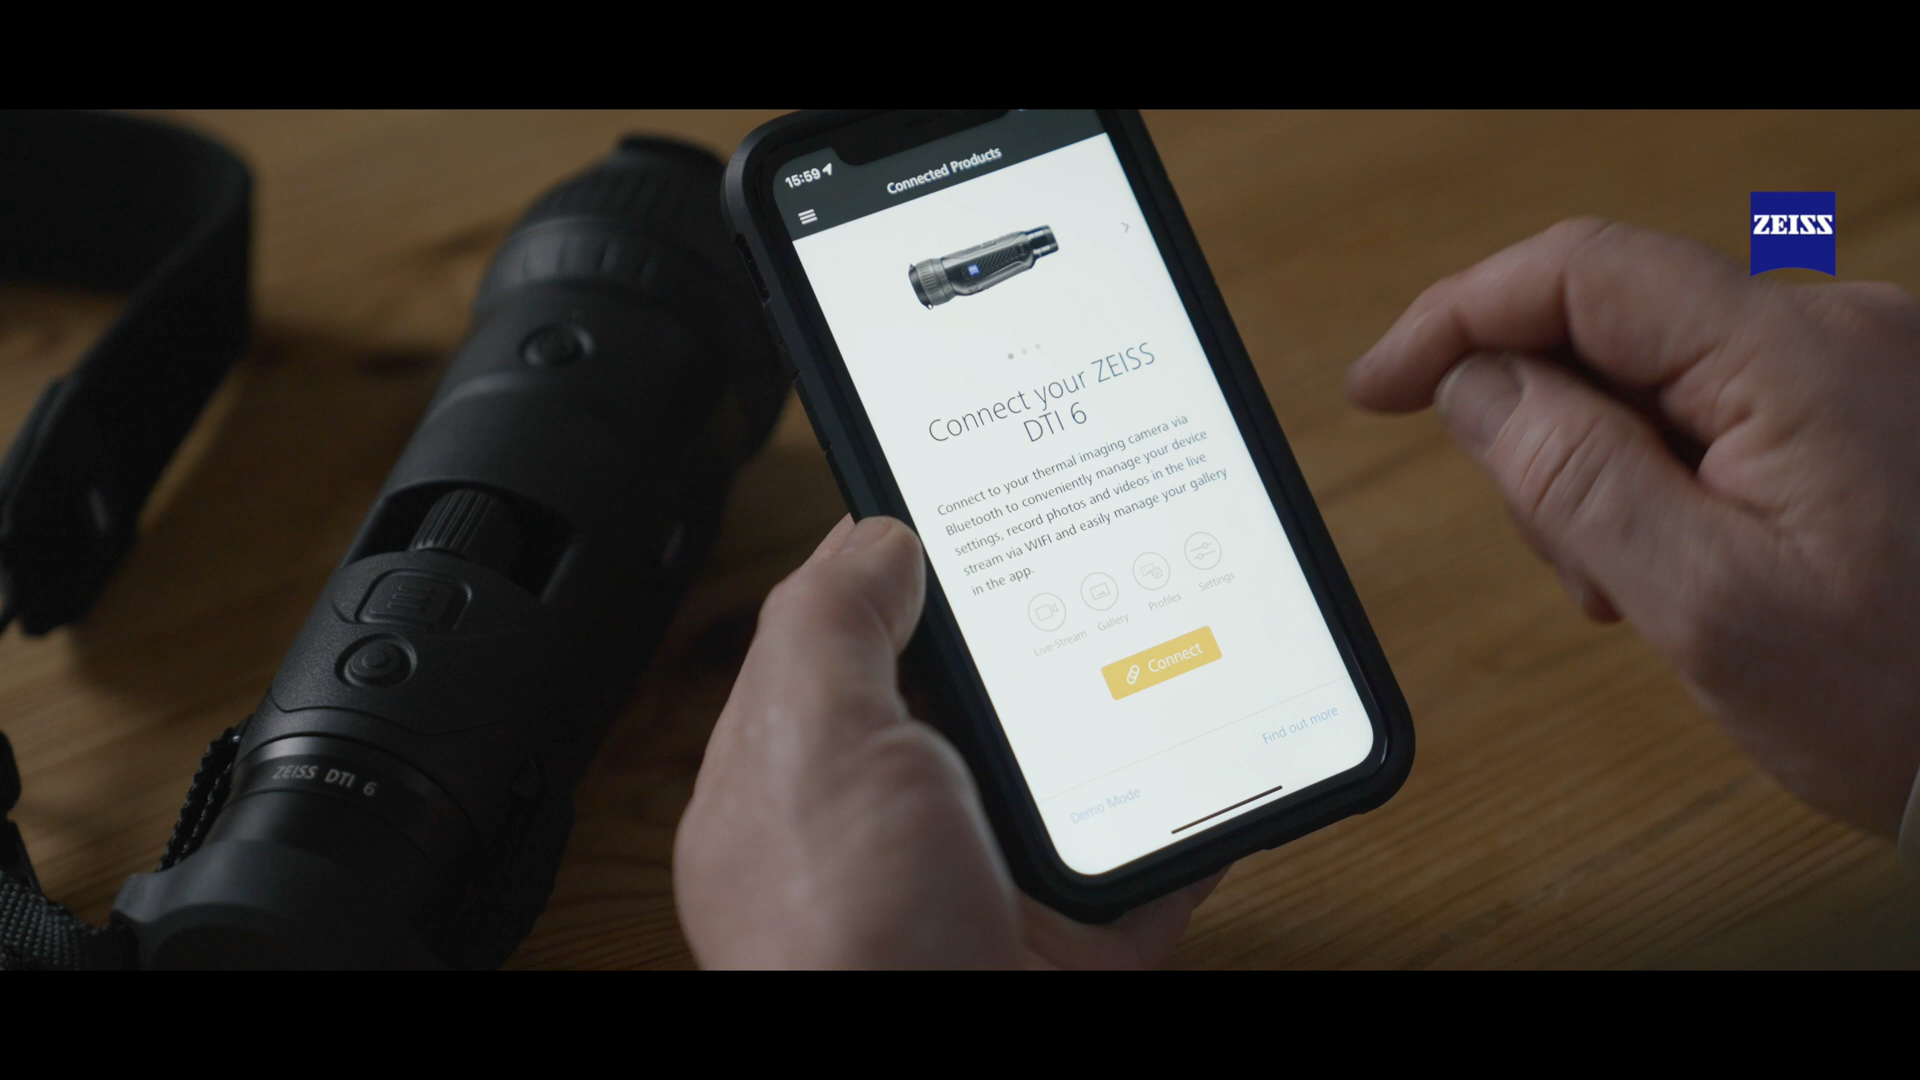 15:59
Connected Products
ZEISS
Connect your ZEISS
DTI 6
Connect to your thermal imaging camera via
Bluetooth to conveniently manage your device
settings, record photos and videos in the live
stream via WIFI and easily manage your gallery
in the app.
Live-Stream
Gallery
Profiles
Settings
Connect
Demo Mode
Find out more
ZEISS DTI 6